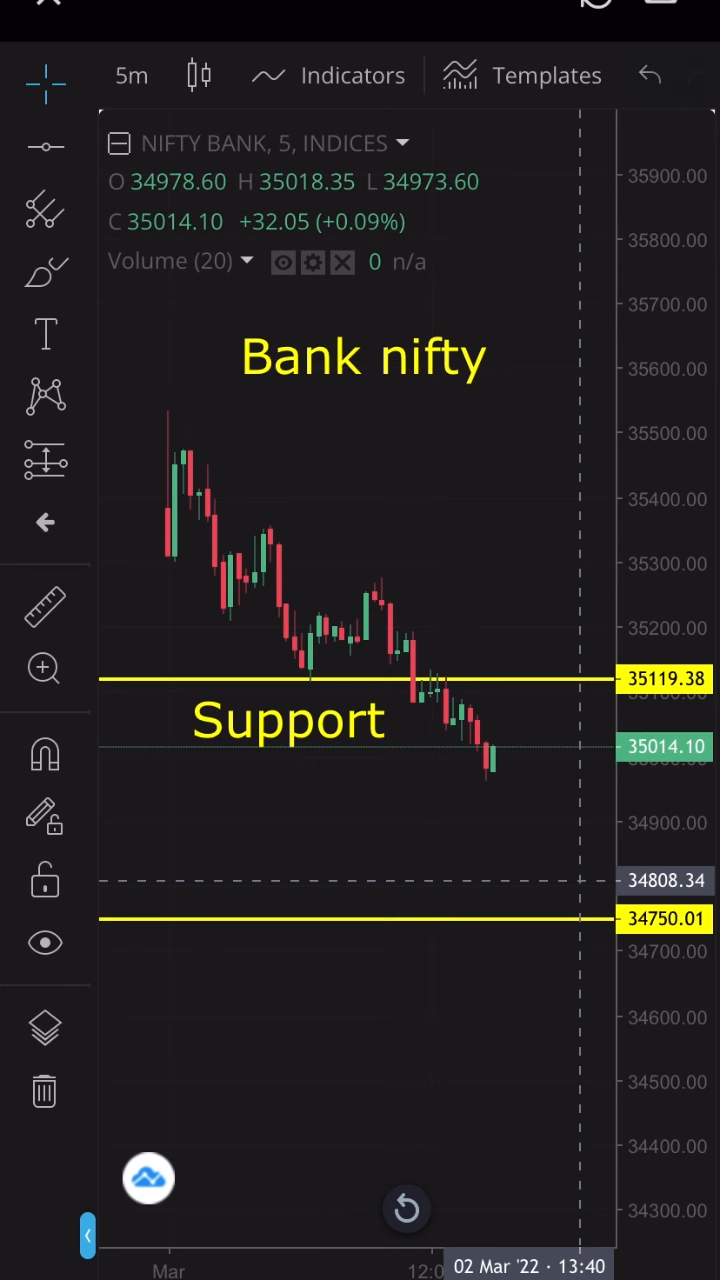 5m Indicators Templates
NIFTY BANK, 5, INDICES
O 34978.60 H 35018.35 L 34973.60
C 35014.10 +32.05 (+0.09%)
Volume (20) 0 n/a
Bank nifty
Support
35900.00
35800.00
35700.00
35600.00
35500.00
35400.00
35300.00
35200.00
35119.38
35014.10
34900.00
34808.34
34750.01
34700.00
34600.00
34500.00
34400.00
34300.00
Mar 12:0 02 Mar '22 · 13:40